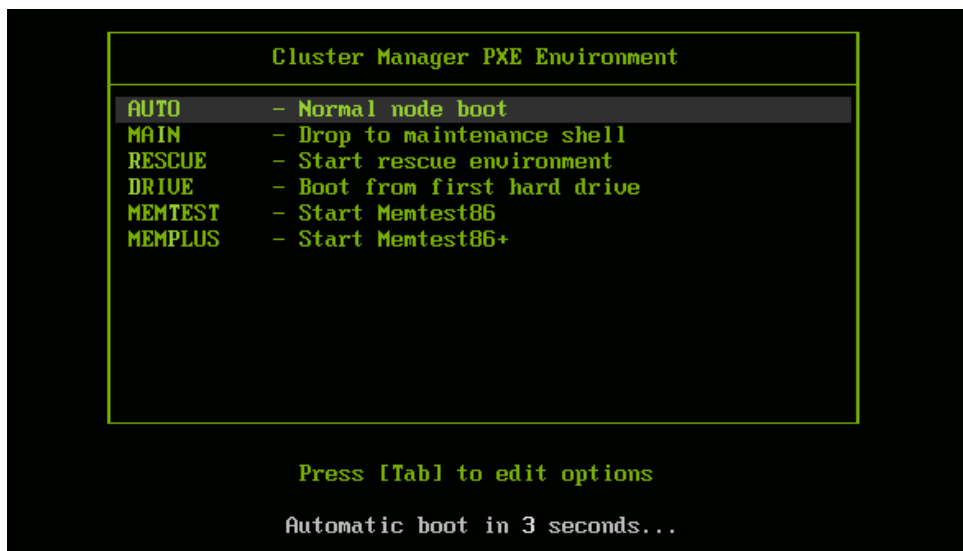 Cluster Manager PXE Environment
AUTO - Normal node boot
MAIN - Drop to maintenance shell
RESCUE - Start rescue environment
DRIVE - Boot from first hard drive
MEMTEST - Start Memtest86
MEMPLUS - Start Memtest86+
Press [Tab] to edit options
Automatic boot in 3 seconds...